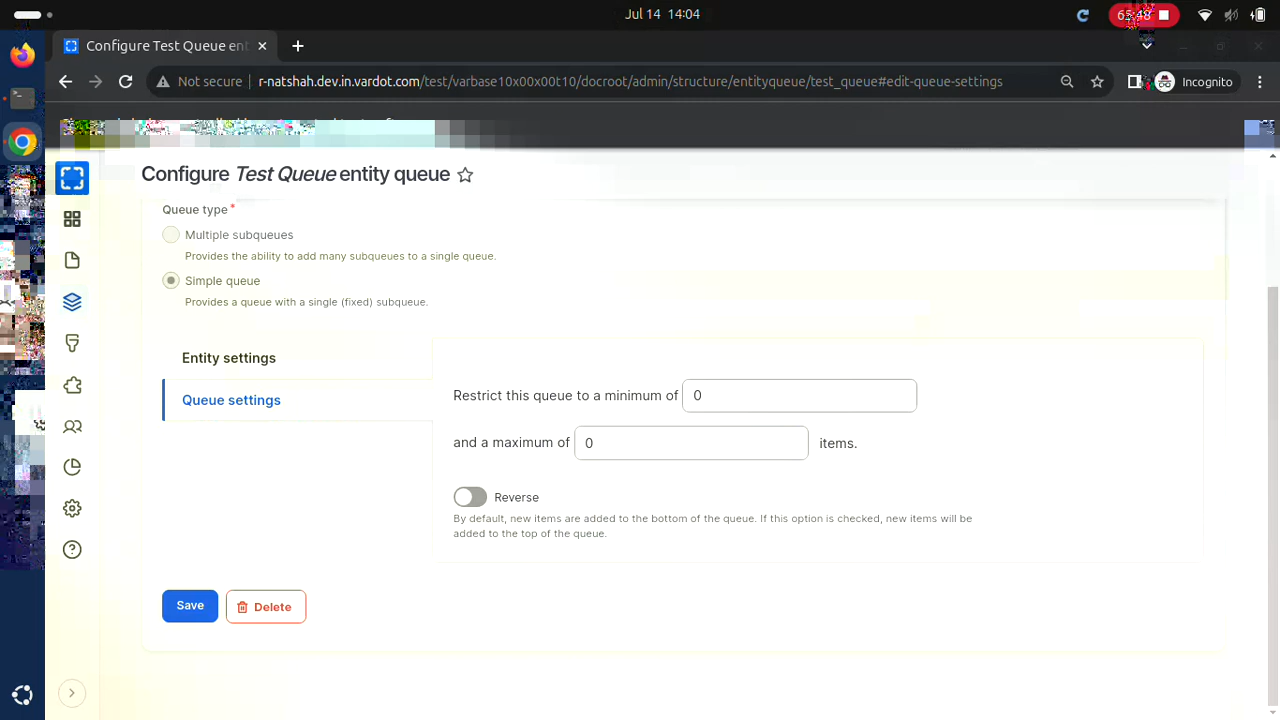 Jul 14 14:04
65:48
Configure Test Queue ent
Not secure
r-natshah.dev.in.vardot.com/test/varbase10x00x00t10/docroot/admin/structure/entityqueue/test_queue#edit-queue-settings
Incognito
Configure Test Queue entity queue
Queue type *
Multiple subqueues
Provides the ability to add many subqueues to a single queue.
Simple queue
Provides a queue with a single (fixed) subqueue.
Entity settings
Queue settings
Restrict this queue to a minimum of 0
and a maximum of 0 items.
Reverse
By default, new items are added to the bottom of the queue. If this option is checked, new items will be
added to the top of the queue.
Save
Delete